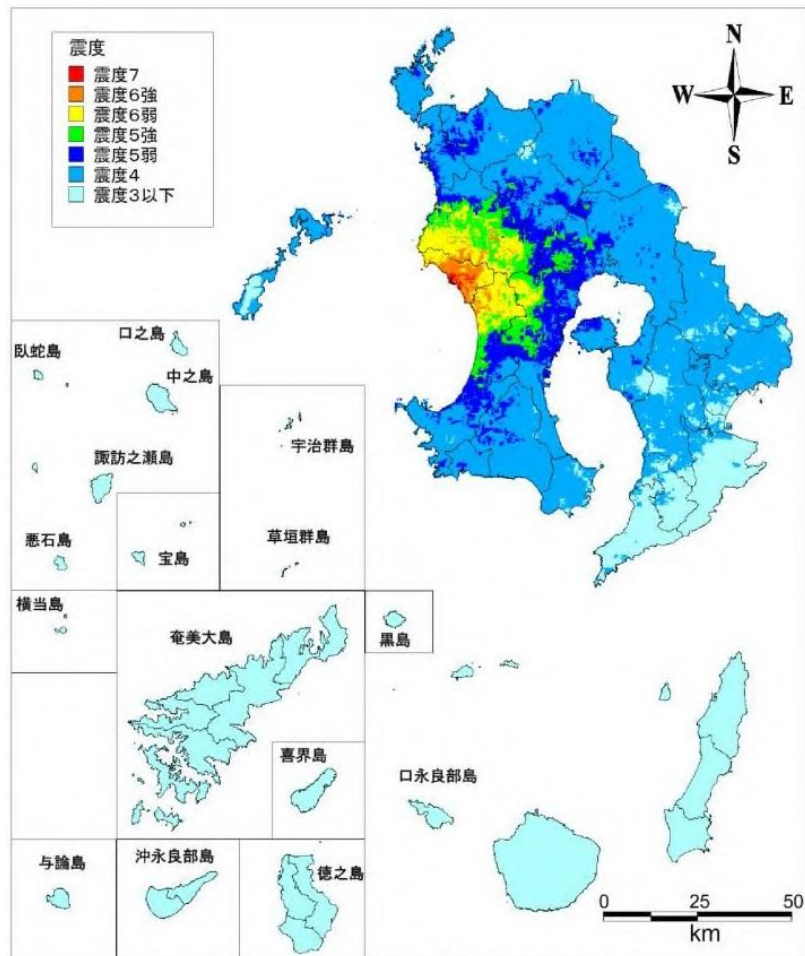 震度
震度7
震度6強
震度6弱
震度5強
震度5弱
震度4
震度3以下
N
W
E
S
口之島
臥蛇島
中之島
諏訪之瀬島
悪石島
宝島
宇治群島
草垣群島
横当島
奄美大島
黒島
喜界島
口永良部島
与論島
沖永良部島
徳之島
0 25 50
km